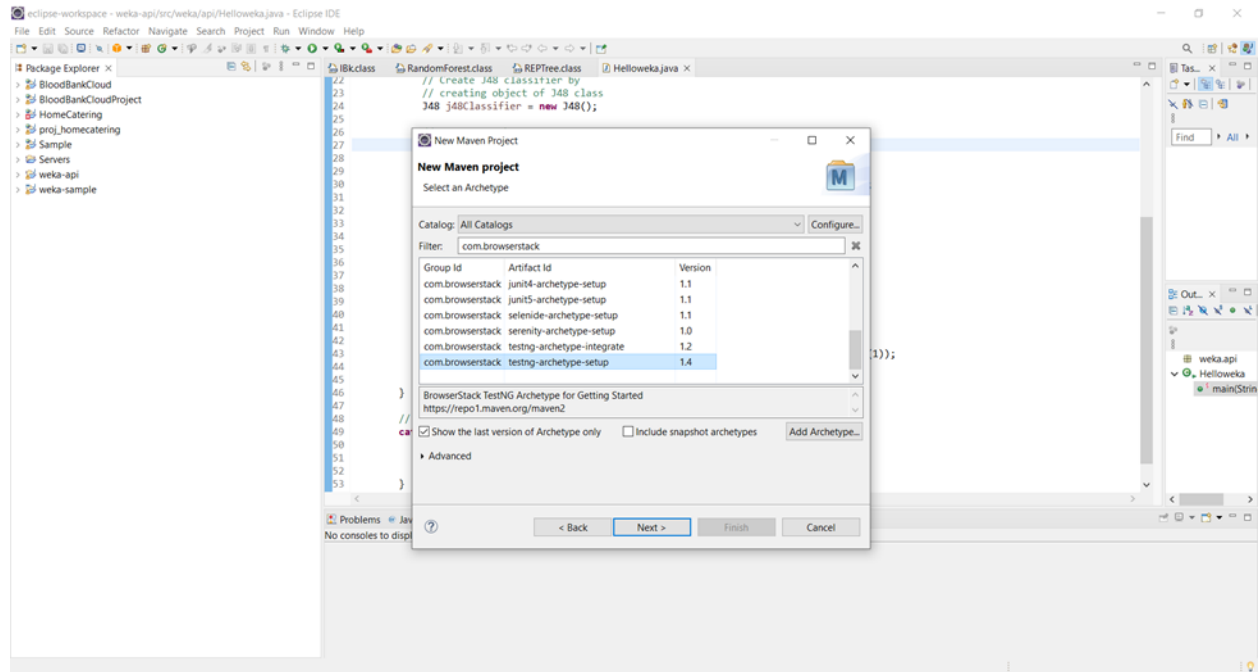 eclipse-workspace - weka-api/src/weka/api/Helloweka.java - Eclipse IDE
File Edit Source Refactor Navigate Search Project Run Window Help
Package Explorer
BloodBankCloud
BloodBankCloudProject
HomeCatering
proj_homecatering
Sample
Servers
weka-api
weka-sample
IBk.class RandomForest.class REPTree.class Helloweka.java
22 // Create J48 classifier by
23 // creating object of J48 class
24 J48 j48Classifier = new J48();
25
26
27
28
29
30
31
32
33
34
35
36
37
38
39
40
41
42
43 (1));
44
45
46 }
47
48 //
49 ca
50
51
52
53 }
New Maven Project
New Maven project
Select an Archetype
M
Catalog: All Catalogs Configure...
Filter: com.browserstack
Group Id Artifact Id Version
com.browserstack junit4-archetype-setup 1.1
com.browserstack junit5-archetype-setup 1.1
com.browserstack selenide-archetype-setup 1.1
com.browserstack serenity-archetype-setup 1.0
com.browserstack testng-archetype-integrate 1.2
com.browserstack testng-archetype-setup 1.4
BrowserStack TestNG Archetype for Getting Started
https://repo1.maven.org/maven2
Show the last version of Archetype only Include snapshot archetypes Add Archetype...
Advanced
< Back Next > Finish Cancel
Problems Jav
No consoles to displ
Tas...
Find All
Out...
weka.api
Helloweka
main(Strin